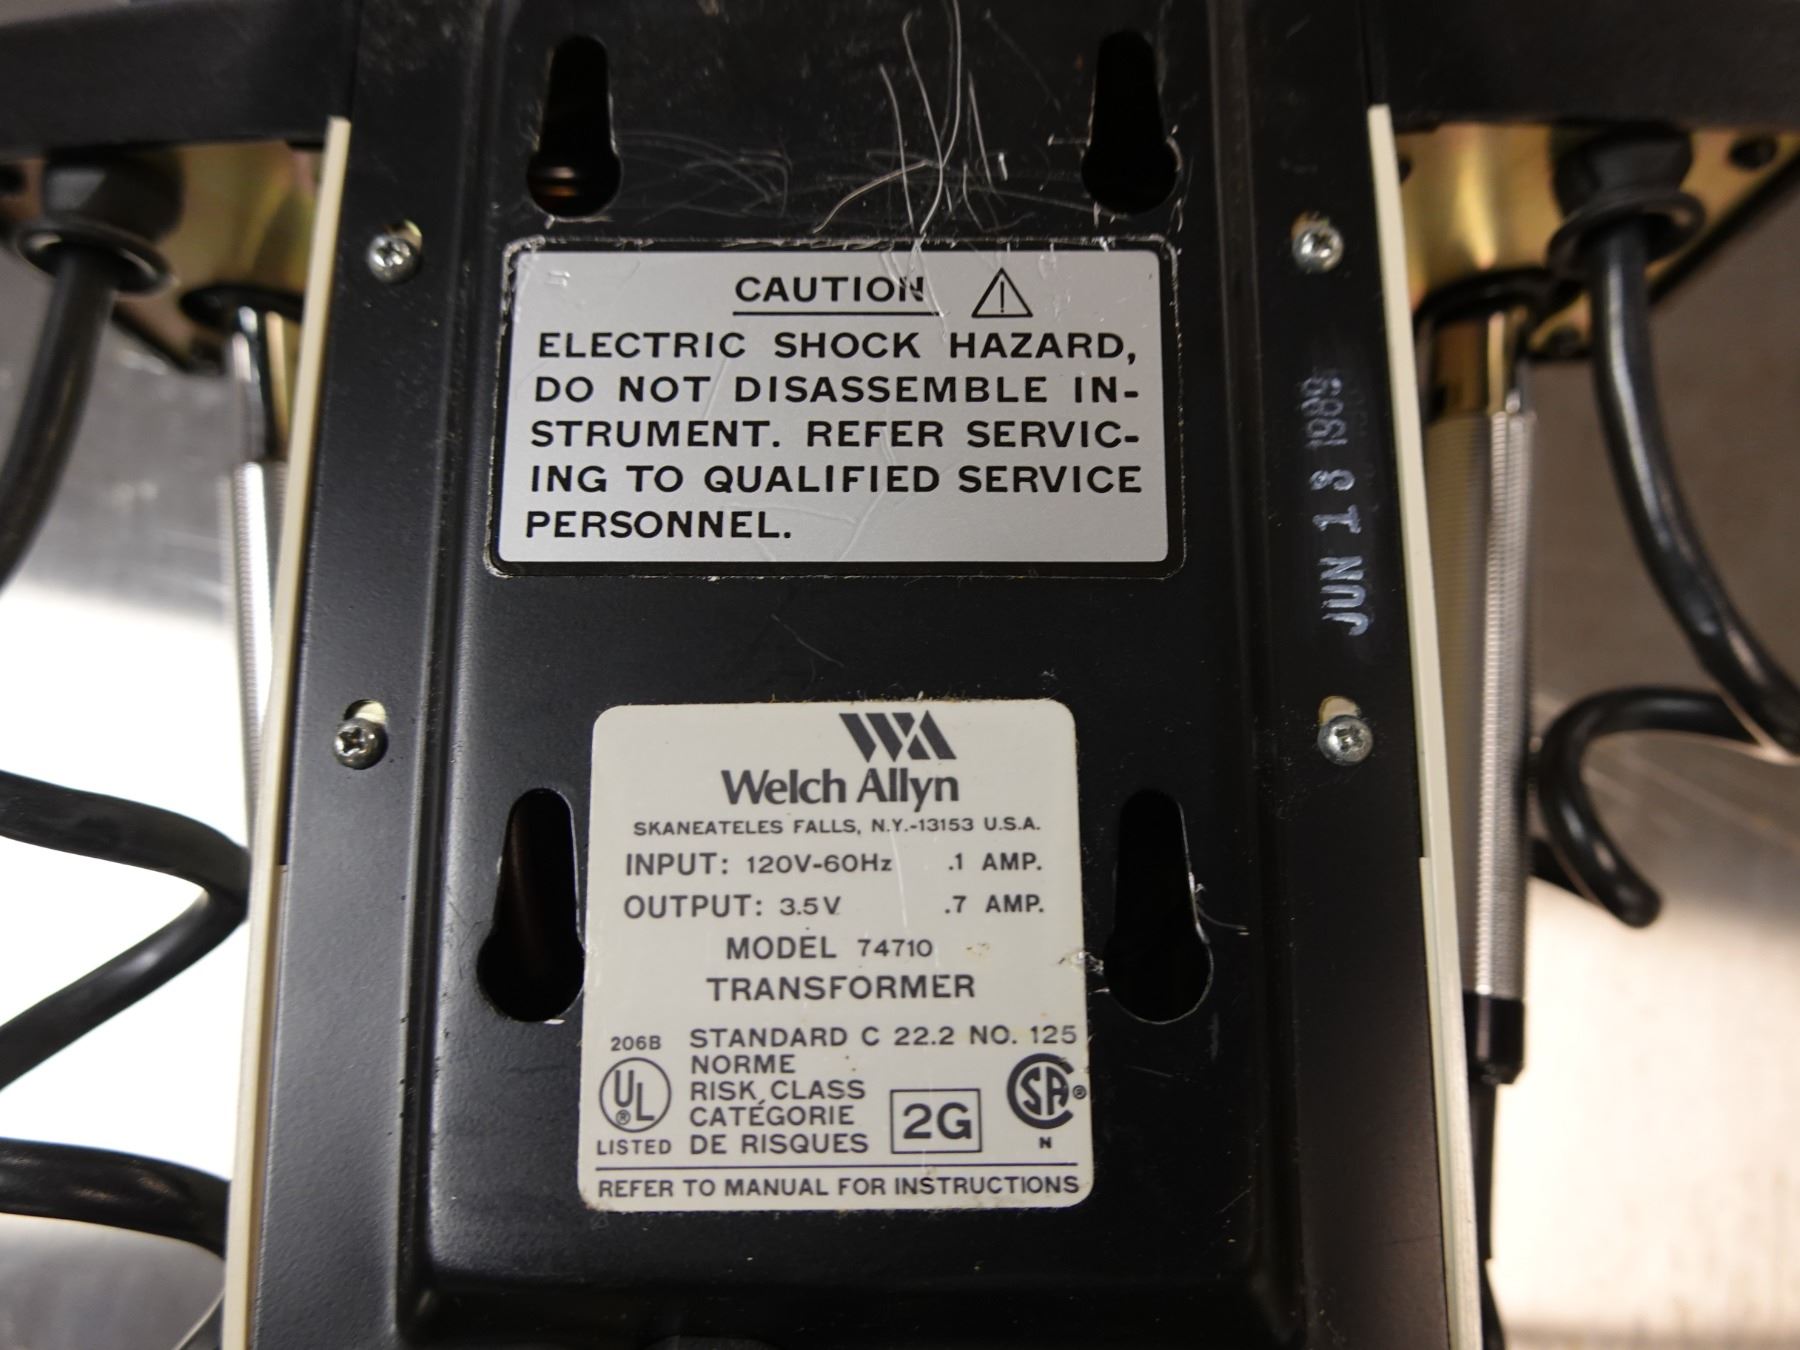 CAUTION
ELECTRIC SHOCK HAZARD,
DO NOT DISASSEMBLE IN-
STRUMENT. REFER SERVIC-
ING TO QUALIFIED SERVICE
PERSONNEL.
JUN 1 8
Welch Allyn
SKANEATELES FALLS, N.Y.-13153 U.S.A.
INPUT: 120V-60Hz .1 AMP.
OUTPUT: 3.5V .7 AMP.
MODEL 74710
TRANSFORMER
206B STANDARD C 22.2 NO. 125
NORME
RISK CLASS
CATÉGORIE
DE RISQUES
2G
UL®
LISTED
SA®
N
REFER TO MANUAL FOR INSTRUCTIONS